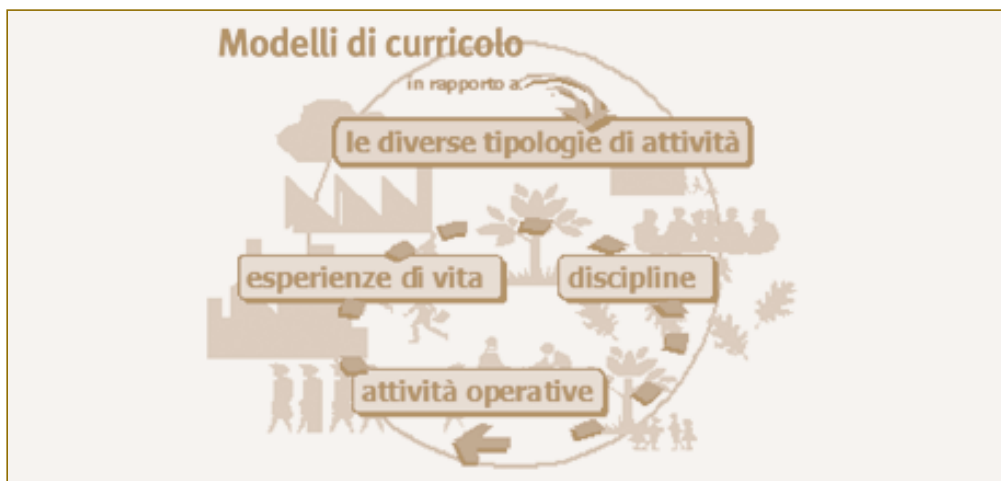 Modelli di curricolo
in rapporto a:
le diverse tipologie di attività
esperienze di vita
discipline
attività operative